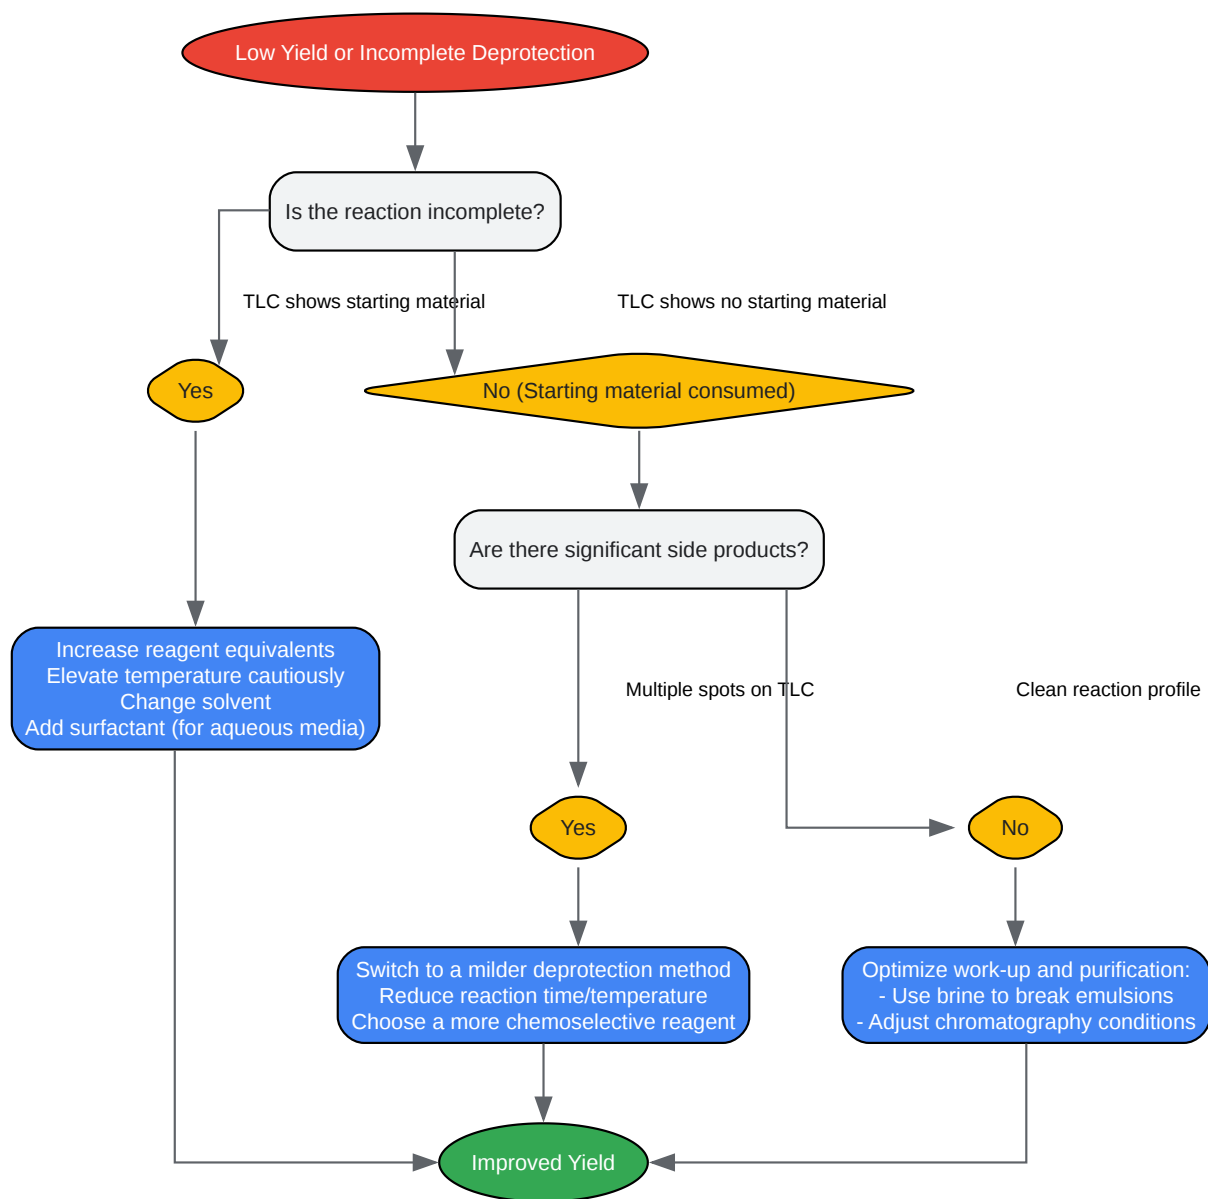 Low Yield or Incomplete Deprotection
Is the reaction incomplete?
TLC shows starting material
TLC shows no starting material
Yes
No (Starting material consumed)
Are there significant side products?
Increase reagent equivalents
Elevate temperature cautiously
Change solvent
Add surfactant (for aqueous media)
Multiple spots on TLC
Clean reaction profile
Yes
No
Switch to a milder deprotection method
Reduce reaction time/temperature
Choose a more chemoselective reagent
Optimize work-up and purification:
- Use brine to break emulsions
- Adjust chromatography conditions
Improved Yield